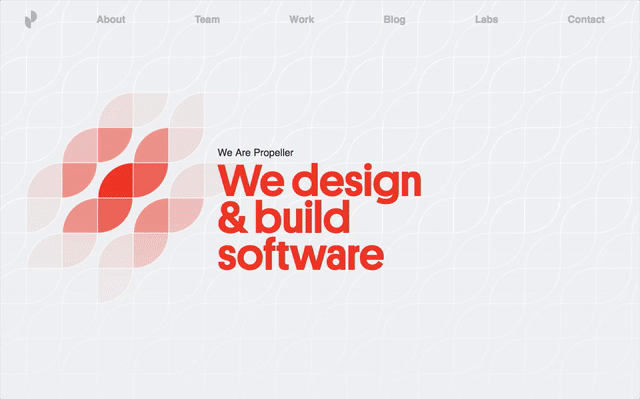 About Team Work Blog Labs Contact
We Are Propeller
We design
& build
software